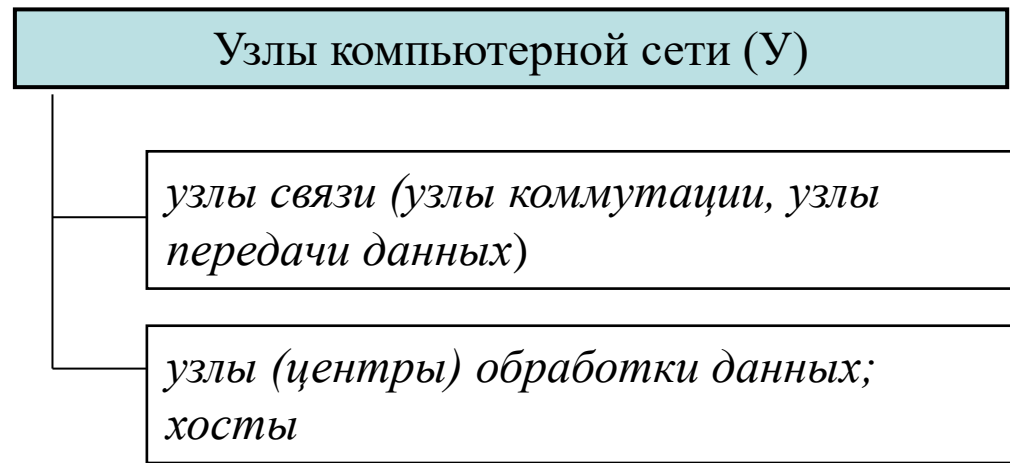 Узлы компьютерной сети (У)
узлы связи (узлы коммутации, узлы
передачи данных)
узлы (центры) обработки данных;
хосты